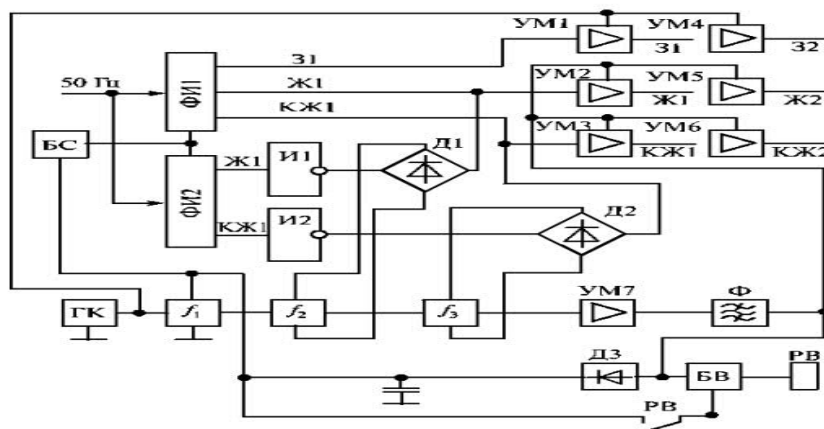 УМ1 УМ4
З1 З1 З2
50 Гц ФИ1 Ж1 УМ2 УМ5
КЖ1 Ж1 Ж2
УМ3 УМ6
БС Ж1 И1 Д1 КЖ1 КЖ2
ФИ2
КЖ1 И2 Д2
УМ7 Ф
ГК f1 f2 f3
Д3 РВ
БВ
РВ